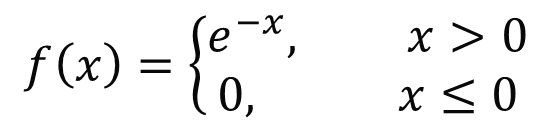 f(x) = { e^{-x}, x > 0
0, x ≤ 0